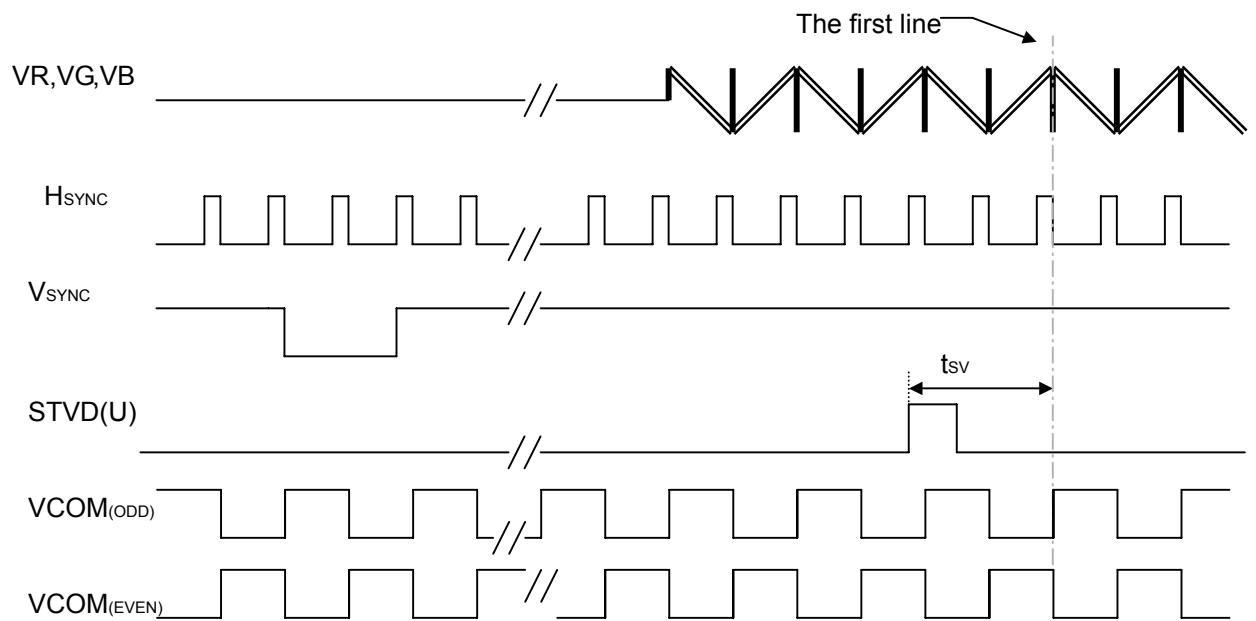 The first line
VR,VG,VB
HSYNC
VSYNC
tSV
STVD(U)
VCOM(ODD)
VCOM(EVEN)